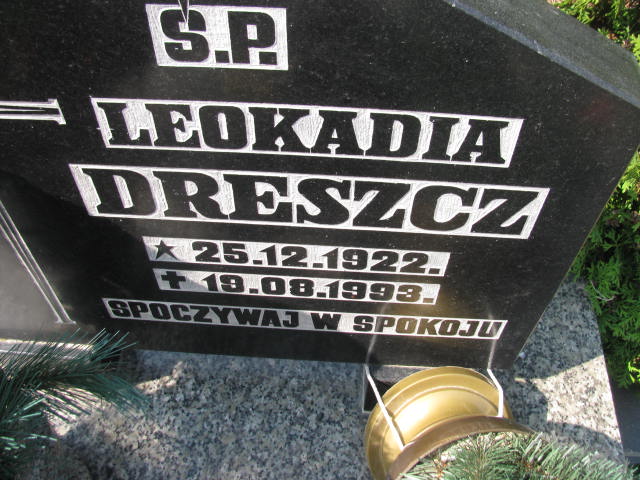 Ś.P.
LEOKADIA
DRESZCZ
★ 25.12.1922.
✝ 19.08.1993.
SPOCZYWAJ W SPOKOJU